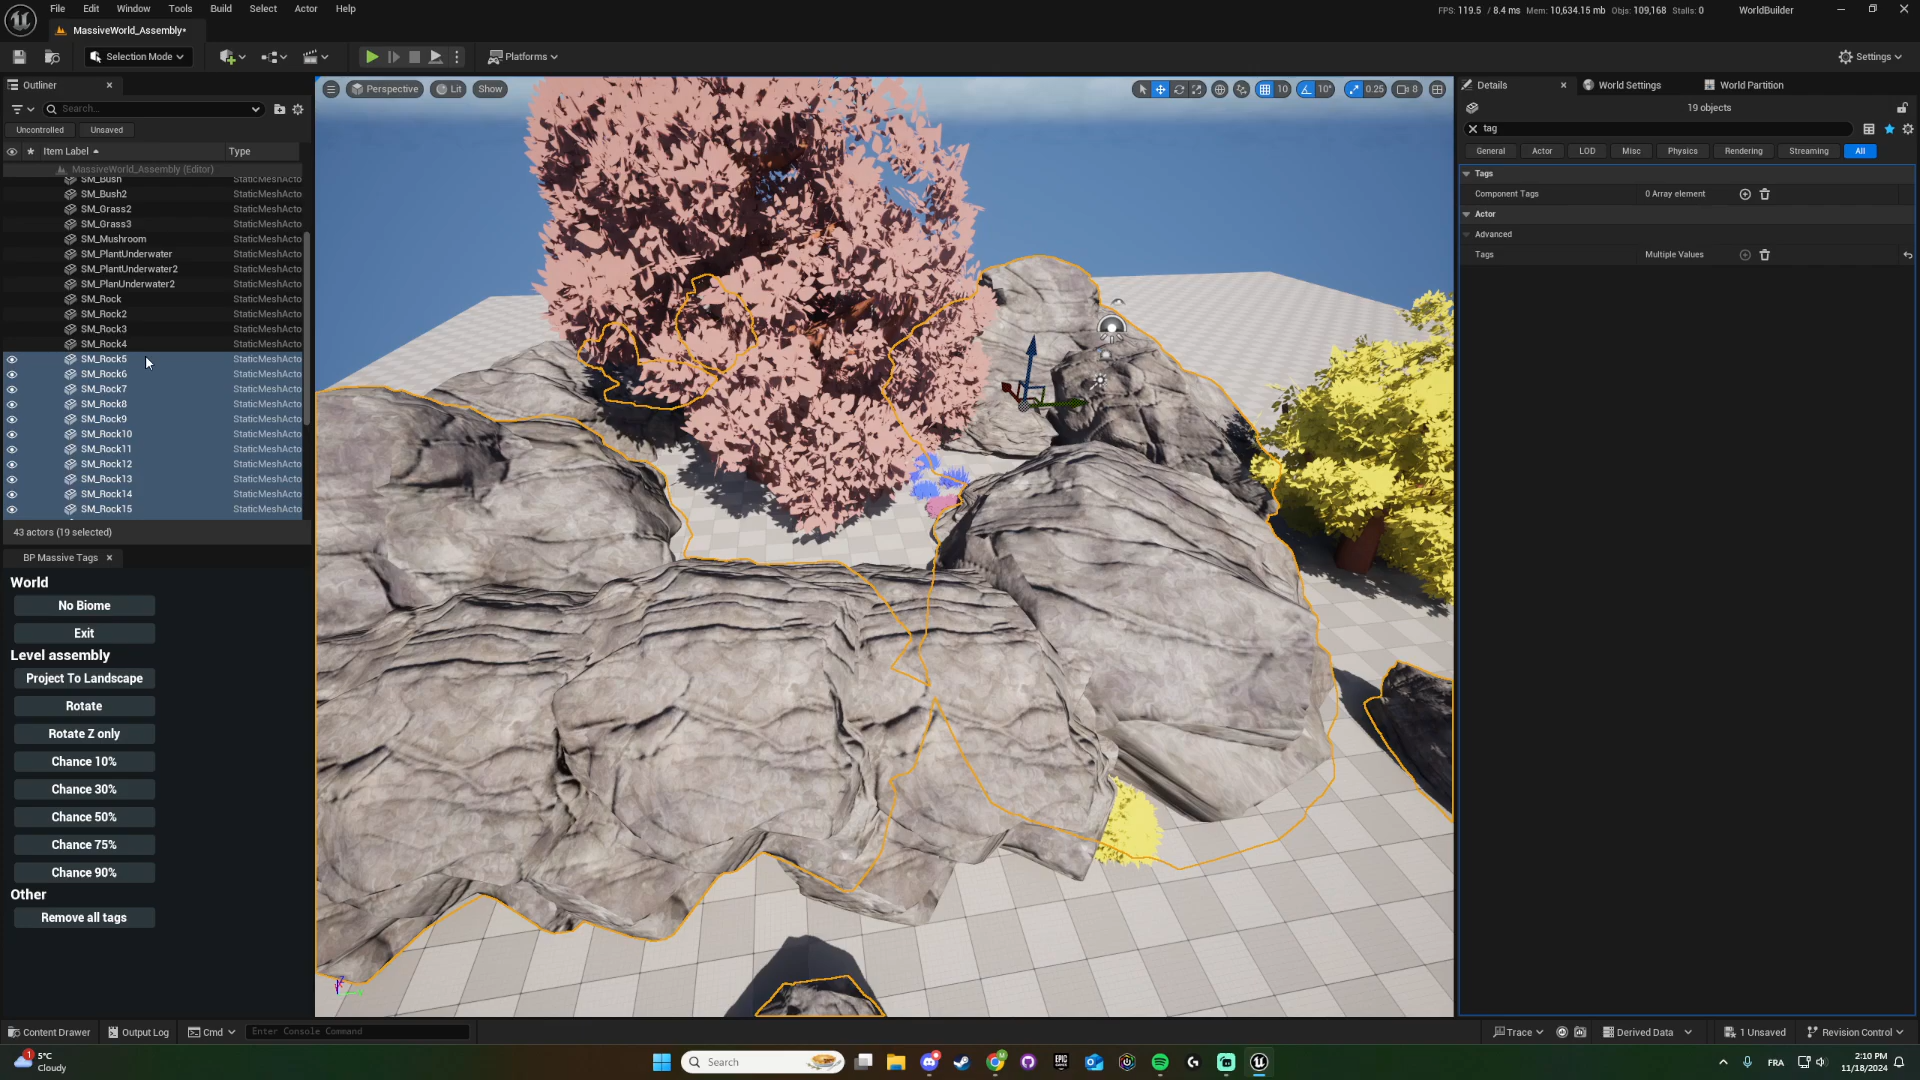 File Edit Window Tools Build Select Actor Help
FPS: 119.5 / 8.4 ms Mem: 10,634.15 mb Objs: 109,168 Stalls: 0
WorldBuilder
MassiveWorld_Assembly*
Selection Mode
Platforms
Settings
Outliner
Search...
Uncontrolled Unsaved
Item Label Type
MassiveWorld_Assembly (Editor)
SM_Bush StaticMeshActo
SM_Bush2 StaticMeshActo
SM_Grass2 StaticMeshActo
SM_Grass3 StaticMeshActo
SM_Mushroom StaticMeshActo
SM_PlantUnderwater StaticMeshActo
SM_PlantUnderwater2 StaticMeshActo
SM_PlanUnderwater2 StaticMeshActo
SM_Rock StaticMeshActo
SM_Rock2 StaticMeshActo
SM_Rock3 StaticMeshActo
SM_Rock4 StaticMeshActo
SM_Rock5 StaticMeshActo
SM_Rock6 StaticMeshActo
SM_Rock7 StaticMeshActo
SM_Rock8 StaticMeshActo
SM_Rock9 StaticMeshActo
SM_Rock10 StaticMeshActo
SM_Rock11 StaticMeshActo
SM_Rock12 StaticMeshActo
SM_Rock13 StaticMeshActo
SM_Rock14 StaticMeshActo
SM_Rock15 StaticMeshActo
43 actors (19 selected)
BP Massive Tags
World
No Biome
Exit
Level assembly
Project To Landscape
Rotate
Rotate Z only
Chance 10%
Chance 30%
Chance 50%
Chance 75%
Chance 90%
Other
Remove all tags
Perspective Lit Show
10 10° 0.25 8
Details World Settings World Partition
19 objects
tag
General Actor LOD Misc Physics Rendering Streaming All
Tags
Component Tags 0 Array element
Actor
Advanced
Tags Multiple Values
Content Drawer Output Log Cmd Enter Console Command
Trace Derived Data 1 Unsaved Revision Control
1 5°C
Cloudy
Search
EPIC
GAMES
FRA
2:10 PM
11/18/2024